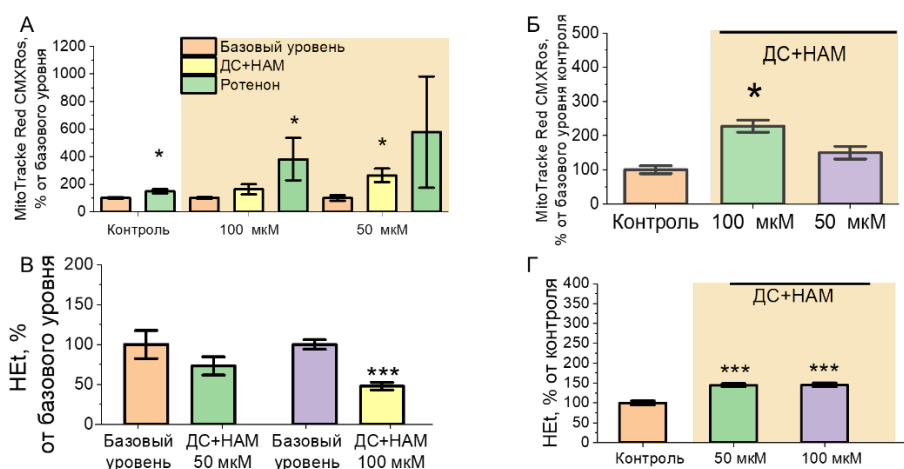 А
MitoTracke Red CMXRos,
% от базового уровня
1200
1000
800
600
400
200
0
Базовый уровень
ДС+НАМ
Ротенон
*
*
*
Контроль
100 мкМ
50 мкМ
Б
MitoTracke Red CMXRos,
% от базового уровня контроля
500
400
300
200
100
0
ДС+НАМ
*
Контроль
100 мкМ
50 мкМ
В
HEt, %
от базового уровня
100
50
0
***
Базовый
уровень
ДС+НАМ
50 мкМ
Базовый
уровень
ДС+НАМ
100 мкМ
Г
HEt, % от контроля
400
350
300
250
200
150
100
50
0
ДС+НАМ
***
***
Контроль
50 мкМ
100 мкМ